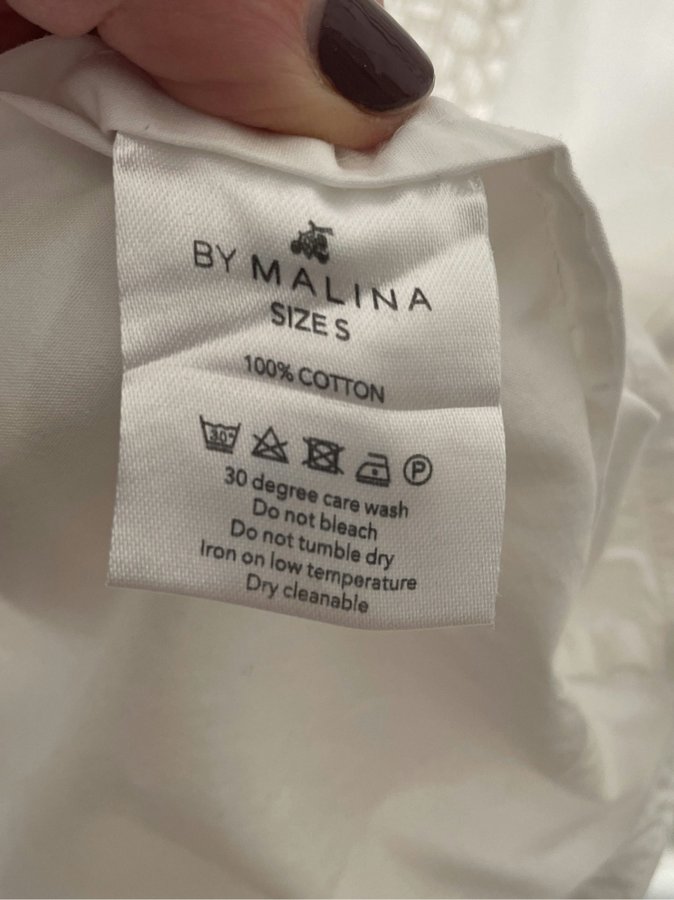 BY MALINA
SIZE S
100% COTTON
30°
P
30 degree care wash
Do not bleach
Do not tumble dry
Iron on low temperature
Dry cleanable